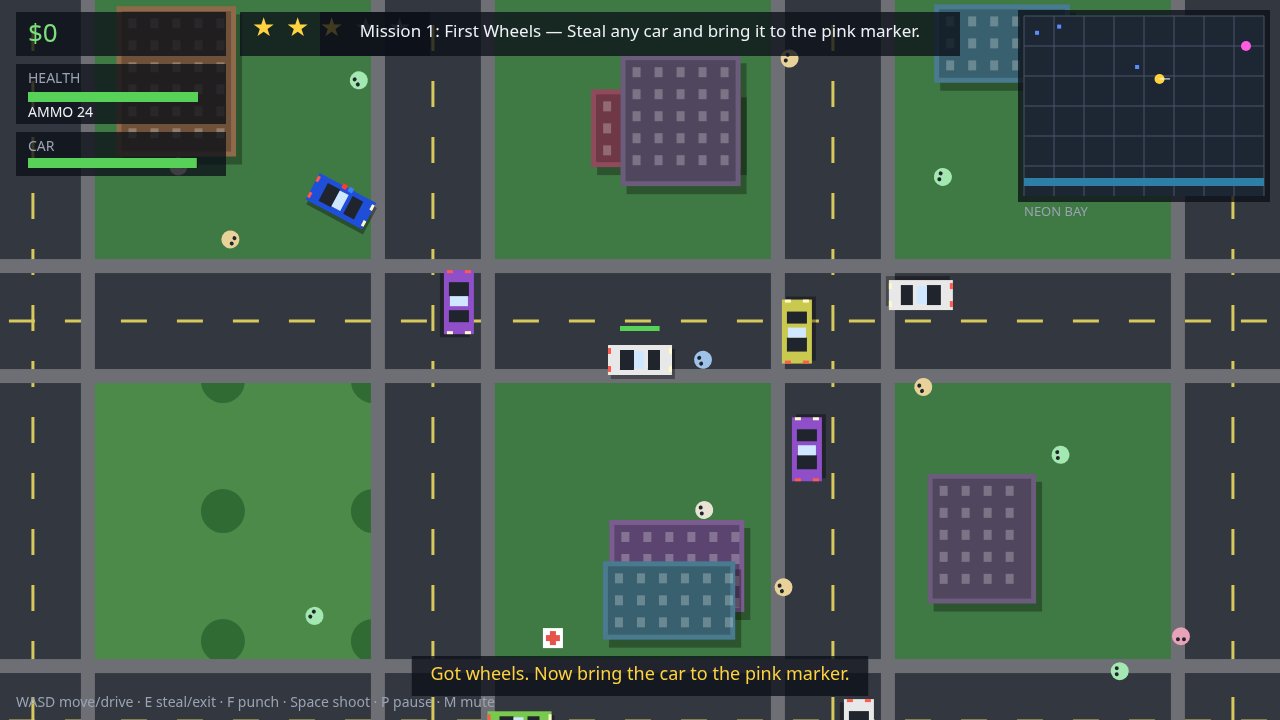 $0
Mission 1: First Wheels — Steal any car and bring it to the pink marker.
HEALTH
AMMO 24
CAR
NEON BAY
Got wheels. Now bring the car to the pink marker.
WASD move/drive · E steal/exit · F punch · Space shoot · P pause · M mute